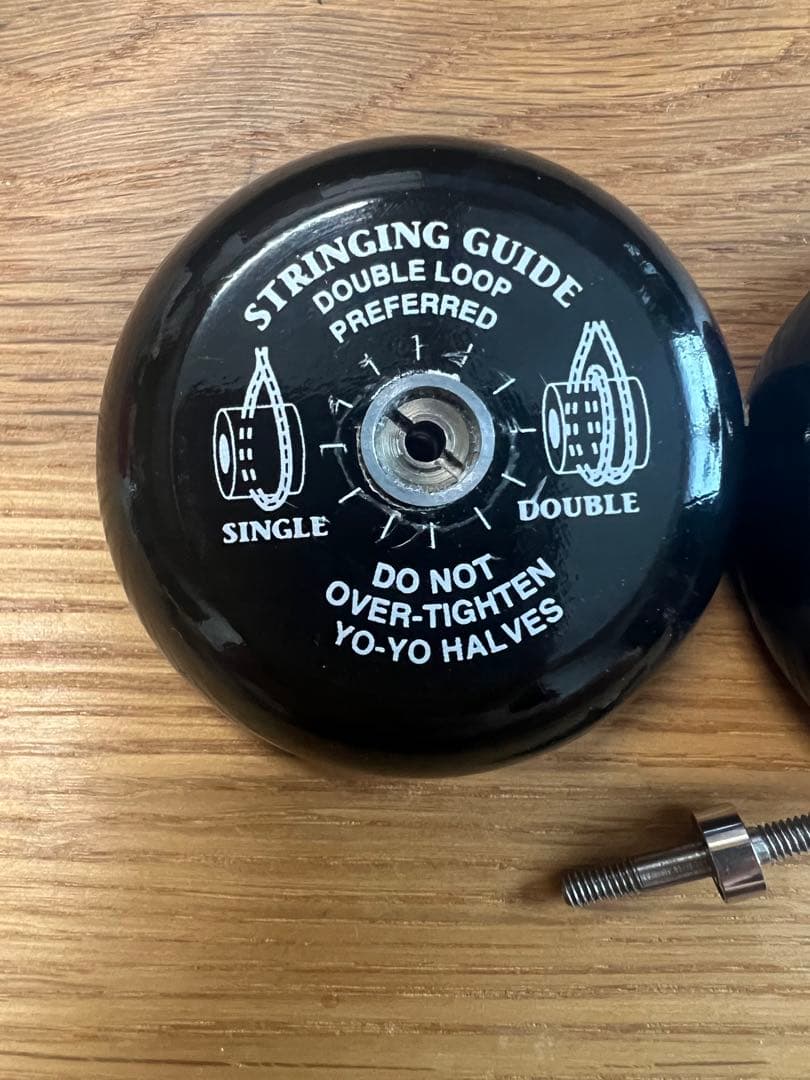 STRINGING GUIDE
DOUBLE LOOP
PREFERRED
SINGLE
DOUBLE
DO NOT
OVER-TIGHTEN
YO-YO HALVES